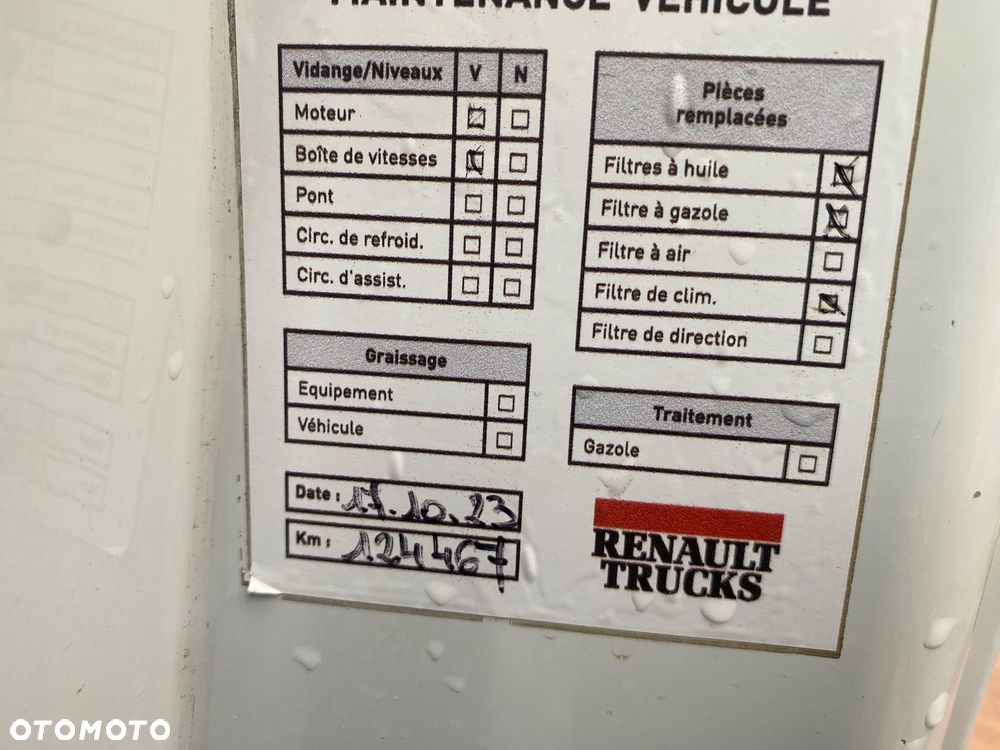 MAINTENANCE VÉHICULE
Vidange/Niveaux V N
Moteur
Boîte de vitesses
Pont
Circ. de refroid.
Circ. d'assist.
Graissage
Equipement
Véhicule
Date : 17.10.23
Km : 124467
Pièces
remplacées
Filtres à huile
Filtre à gazole
Filtre à air
Filtre de clim.
Filtre de direction
Traitement
Gazole
RENAULT
TRUCKS
OTOMOTO